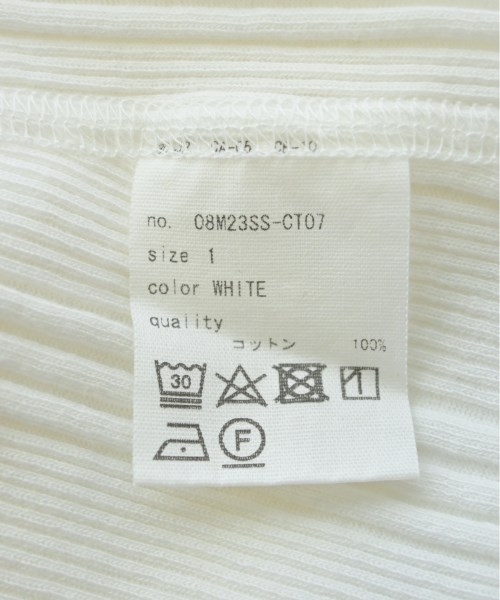 no. 08M23SS-CT07
size 1
color WHITE
quality
コットン 100%
30
F